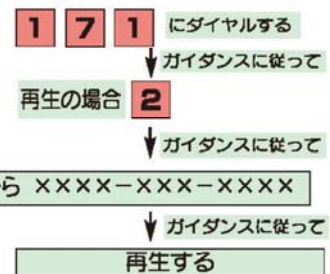 1 7 1 にダイヤルする
ガイダンスに従って
再生の場合 2
ガイダンスに従って
ら ××××-×××-××××
ガイダンスに従って
再生する